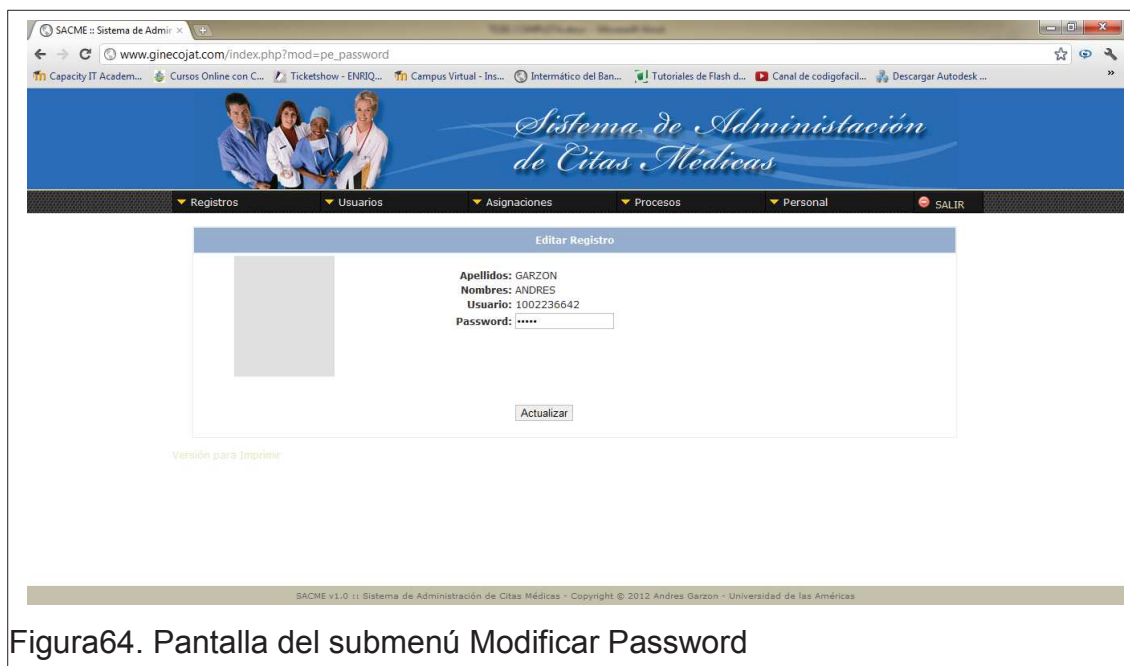 SACME :: Sistema de Admir
www.ginecojat.com/index.php?mod=pe_password
Capacity IT Academ... Cursos Online con C... Ticketshow - ENRIQ... Campus Virtual - Ins... Intermático del Ban... Tutoriales de Flash d... Canal de codigofacil... Descargar Autodesk ... »
Sistema de Administación
de Citas Médicas
Registros Usuarios Asignaciones Procesos Personal SALIR
Editar Registro
Apellidos: GARZON
Nombres: ANDRES
Usuario: 1002236642
Password: •••••
Actualizar
Versión para Imprimir
SACME v1.0 :: Sistema de Administración de Citas Médicas - Copyright © 2012 Andres Garzon - Universidad de las Américas
Figura64. Pantalla del submenú Modificar Password